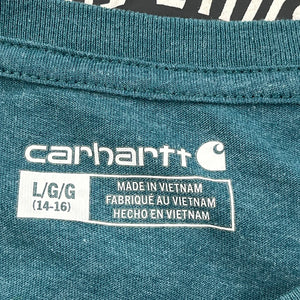 carhartt
L/G/G
(14-16)
MADE IN VIETNAM
FABRIQUÉ AU VIETNAM
HECHO EN VIETNAM